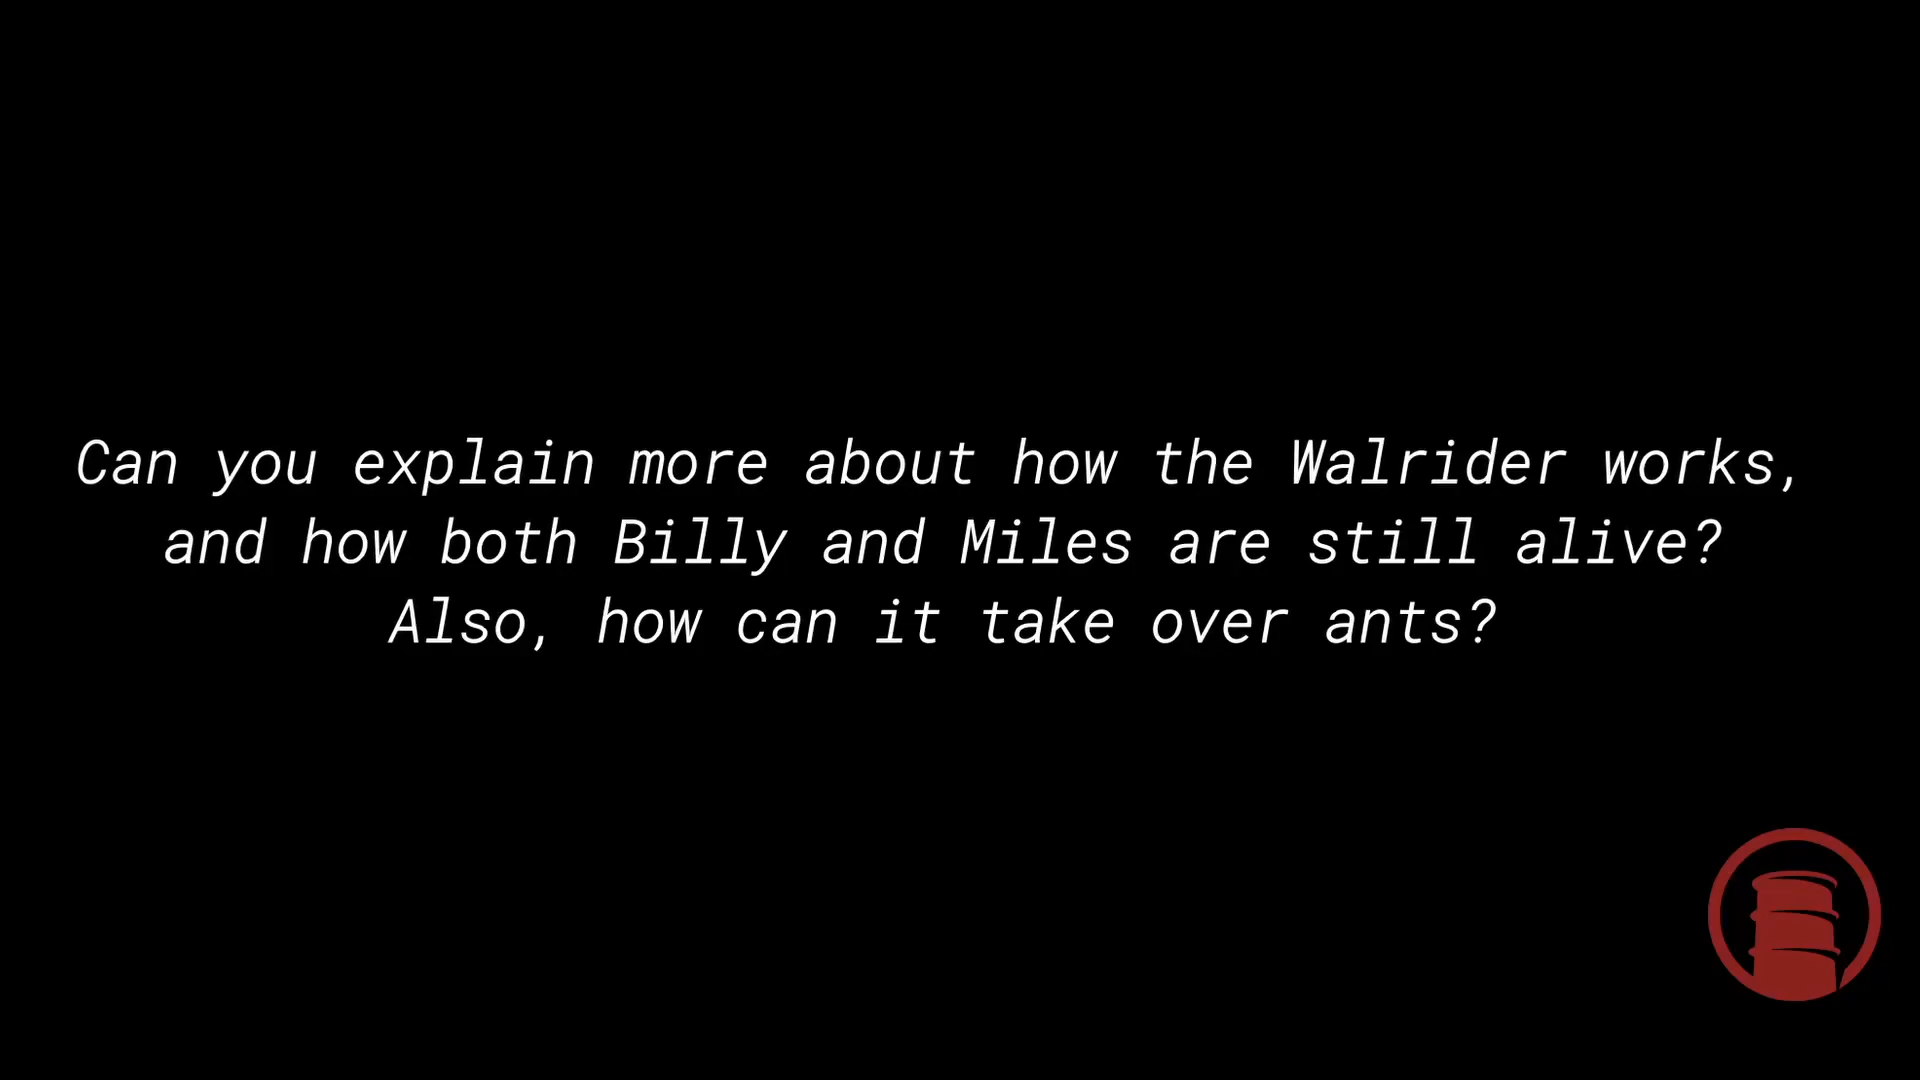 Can you explain more about how the Walrider works,
and how both Billy and Miles are still alive?
Also, how can it take over ants?